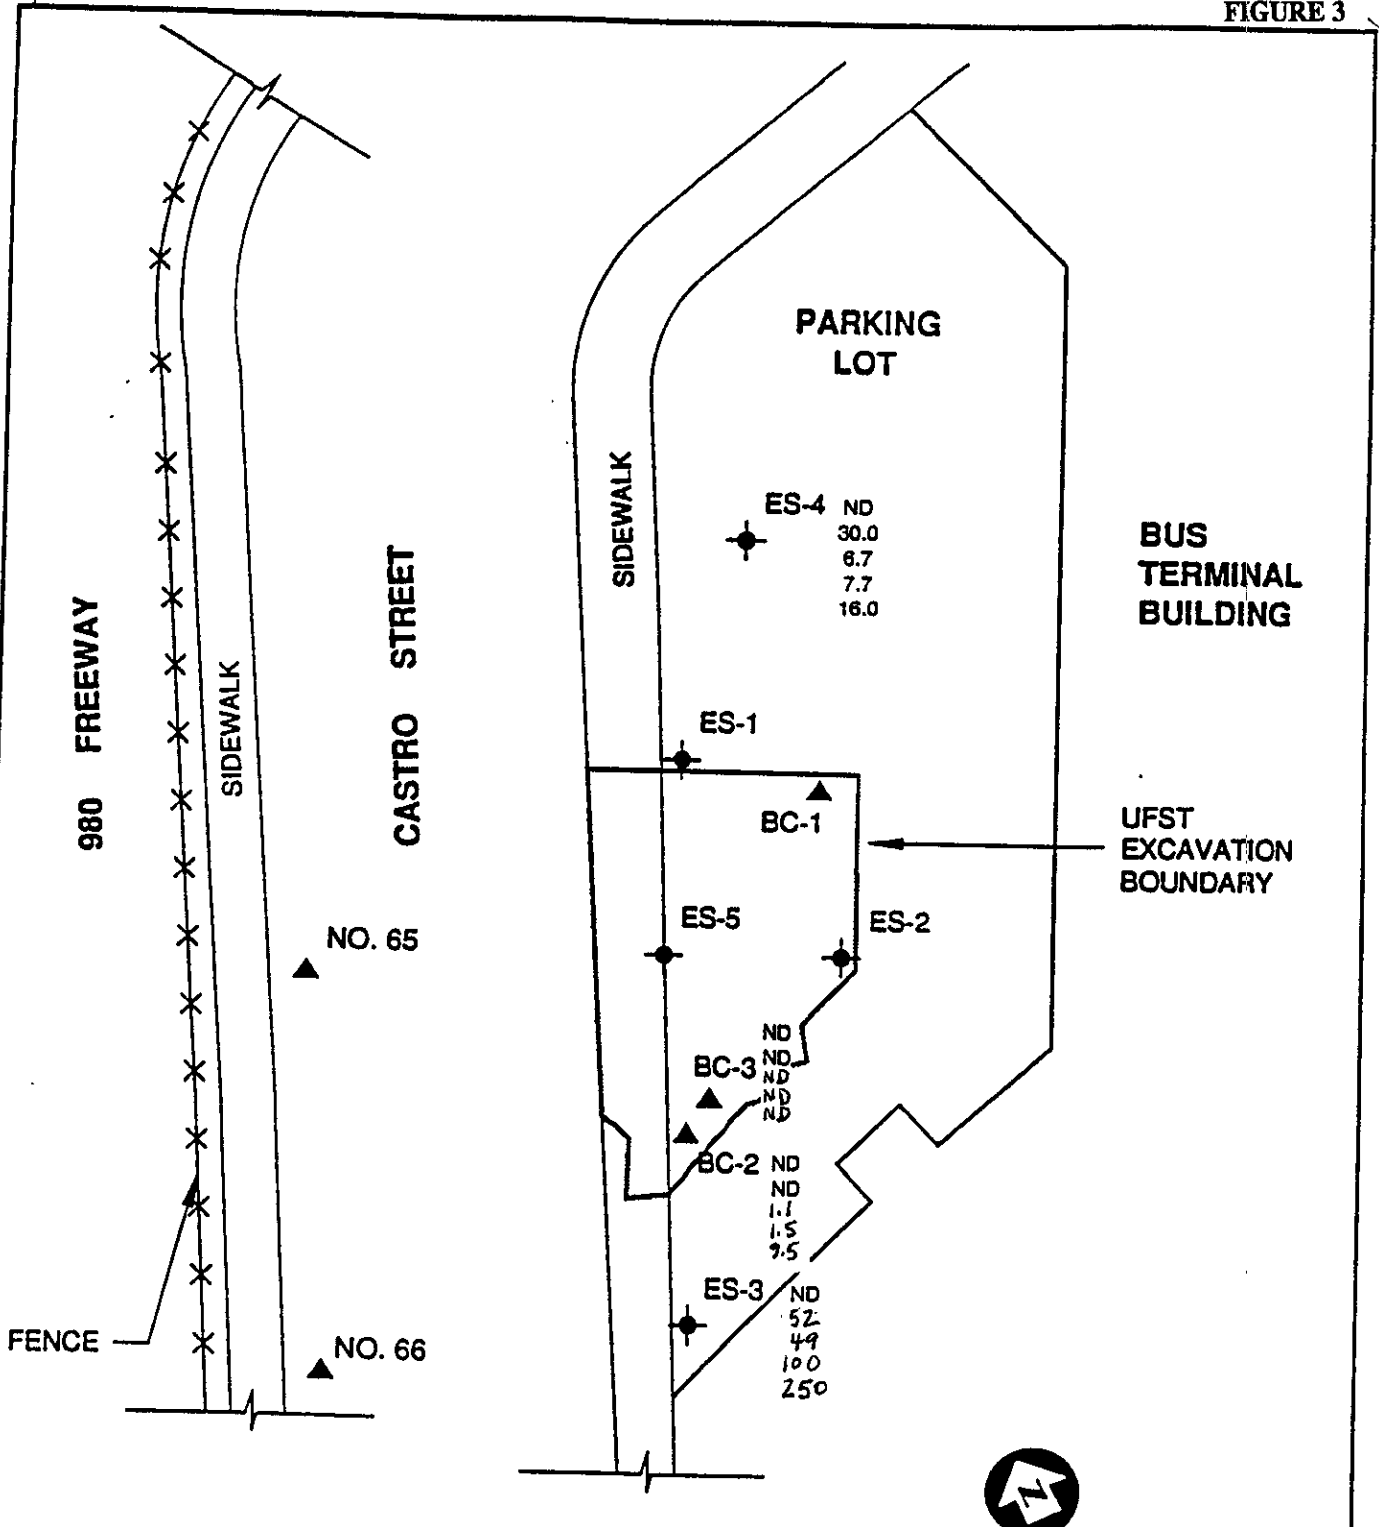 FIGURE 3
PARKING
LOT
SIDEWALK
ES-4 ND
30.0
6.7
7.7
16.0
BUS
TERMINAL
BUILDING
980 FREEWAY
SIDEWALK
CASTRO STREET
ES-1
BC-1
UFST
EXCAVATION
BOUNDARY
ES-5
ES-2
NO. 65
ND
BC-3 ND
ND
ND
ND
BC-2 ND
ND
1.1
1.5
9.5
ES-3 ND
52
49
100
250
FENCE
NO. 66
N